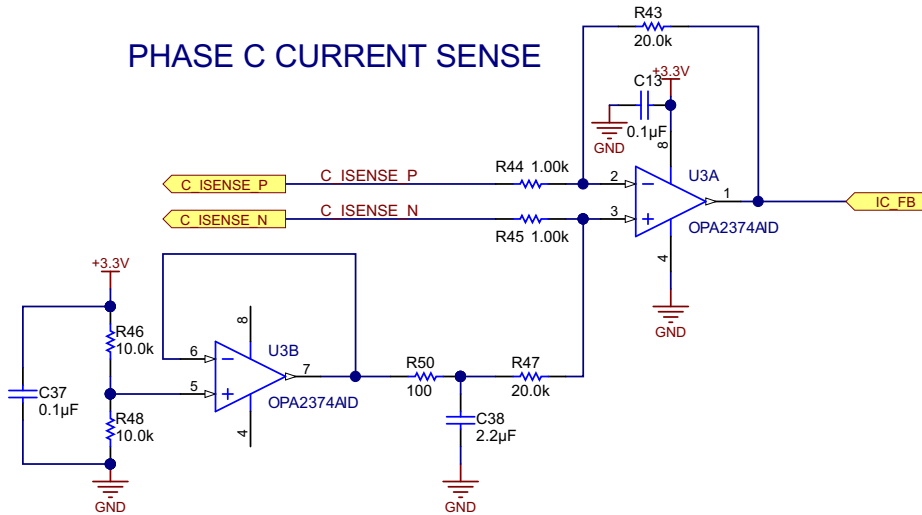 R43
20.0k
PHASE C CURRENT SENSE
+3.3V
C13
0.1µF
GND
8
R44 1.00k
C_ISENSE_P
C_ISENSE_P
2
U3A
1
C_ISENSE_N
C_ISENSE_N
3
IC_FB
R45 1.00k
OPA2374AID
4
GND
+3.3V
8
R46
10.0k
6
U3B
7
R50
100
R47
20.0k
5
C37
0.1µF
OPA2374AID
R48
10.0k
C38
2.2µF
4
GND
GND